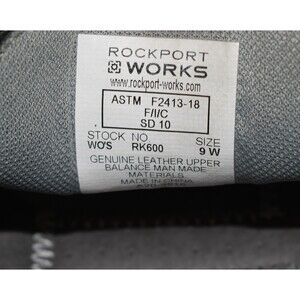 ROCKPORT
WORKS
www.rockport-works.com
ASTM F2413-18
F/I/C
SD 10
STOCK NO SIZE
WO'S RK600 9 W
GENUINE LEATHER UPPER
BALANCE MAN MADE
MATERIALS
MADE IN CHINA